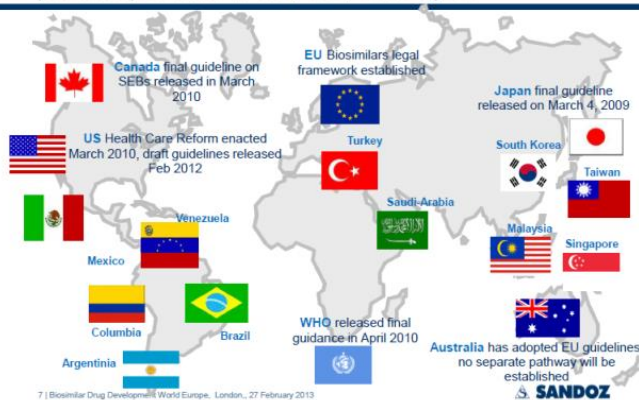 Canada final guideline on
SEBs released in March
2010
EU Biosimilars legal
framework established
Japan final guideline
released on March 4, 2009
US Health Care Reform enacted
March 2010, draft guidelines released
Feb 2012
Turkey
South Korea
Taiwan
Saudi-Arabia
Venezuela
Malaysia
Singapore
Mexico
Columbia
Brazil
WHO released final
guidance in April 2010
Argentinia
Australia has adopted EU guidelines
no separate pathway will be
established
7 | Biosimilar Drug Development World Europe, London,, 27 February 2013
SANDOZ